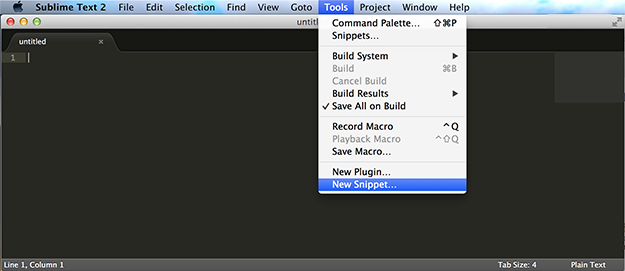 Sublime Text 2 File Edit Selection Find View Goto Tools Project Window Help
untitled
Command Palette... ⇧⌘P
Snippets...
Build System ▶
Build ⌘B
Cancel Build
Build Results ▶
✓ Save All on Build
Record Macro ^Q
Playback Macro ^⇧Q
Save Macro...
New Plugin...
New Snippet...
untitled ×
1
Line 1, Column 1 Tab Size: 4 Plain Text